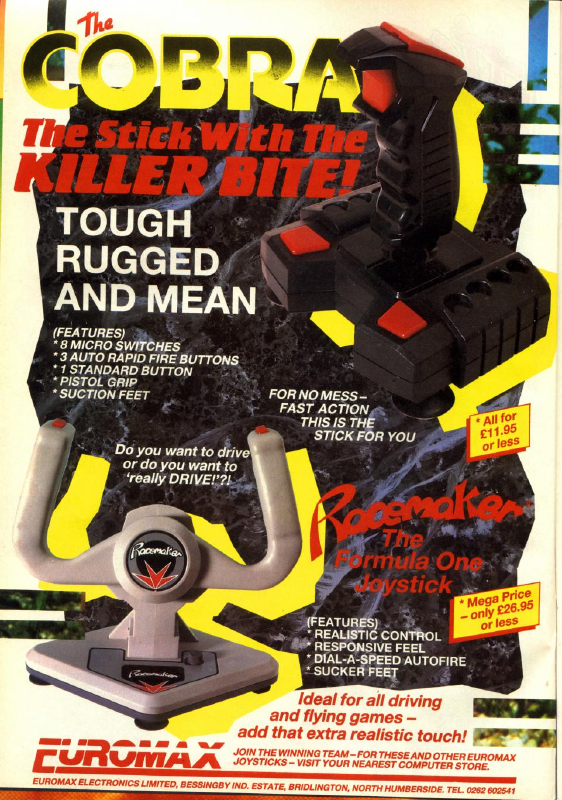 The
COBRA
The Stick With The
KILLER BITE!
TOUGH
RUGGED
AND MEAN
(FEATURES)
* 8 MICRO SWITCHES
* 3 AUTO RAPID FIRE BUTTONS
* 1 STANDARD BUTTON
* PISTOL GRIP
* SUCTION FEET
FOR NO MESS –
FAST ACTION
THIS IS THE
STICK FOR YOU
* All for
£11.95
or less
Do you want to drive
or do you want to
'really DRIVE!'?!
Racemaker
Racemaker
Racemaker
The
Formula One
Joystick
* Mega Price
– only £26.95
or less
(FEATURES)
* REALISTIC CONTROL
* RESPONSIVE FEEL
* DIAL-A-SPEED AUTOFIRE
* SUCKER FEET
Ideal for all driving
and flying games –
add that extra realistic touch!
EUROMAX
JOIN THE WINNING TEAM – FOR THESE AND OTHER EUROMAX
JOYSTICKS – VISIT YOUR NEAREST COMPUTER STORE.
EUROMAX ELECTRONICS LIMITED, BESSINGBY IND. ESTATE, BRIDLINGTON, NORTH HUMBERSIDE. TEL. 0262 602541